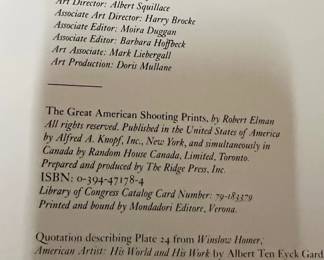 Art Director: Albert Squillace
Associate Art Director: Harry Brocke
Associate Editor: Moira Duggan
Associate Editor: Barbara Hoffbeck
Art Associate: Mark Liebergall
Art Production: Doris Mullane
The Great American Shooting Prints, by Robert Elman
All rights reserved. Published in the United States of America
by Alfred A. Knopf, Inc., New York, and simultaneously in
Canada by Random House Canada, Limited, Toronto.
Prepared and produced by The Ridge Press, Inc.
ISBN: 0-394-47178-4
Library of Congress Catalog Card Number: 79-183379
Printed and bound by Mondadori Editore, Verona.
Quotation describing Plate 24 from Winslow Homer,
American Artist: His World and His Work by Albert Ten Eyck Gard